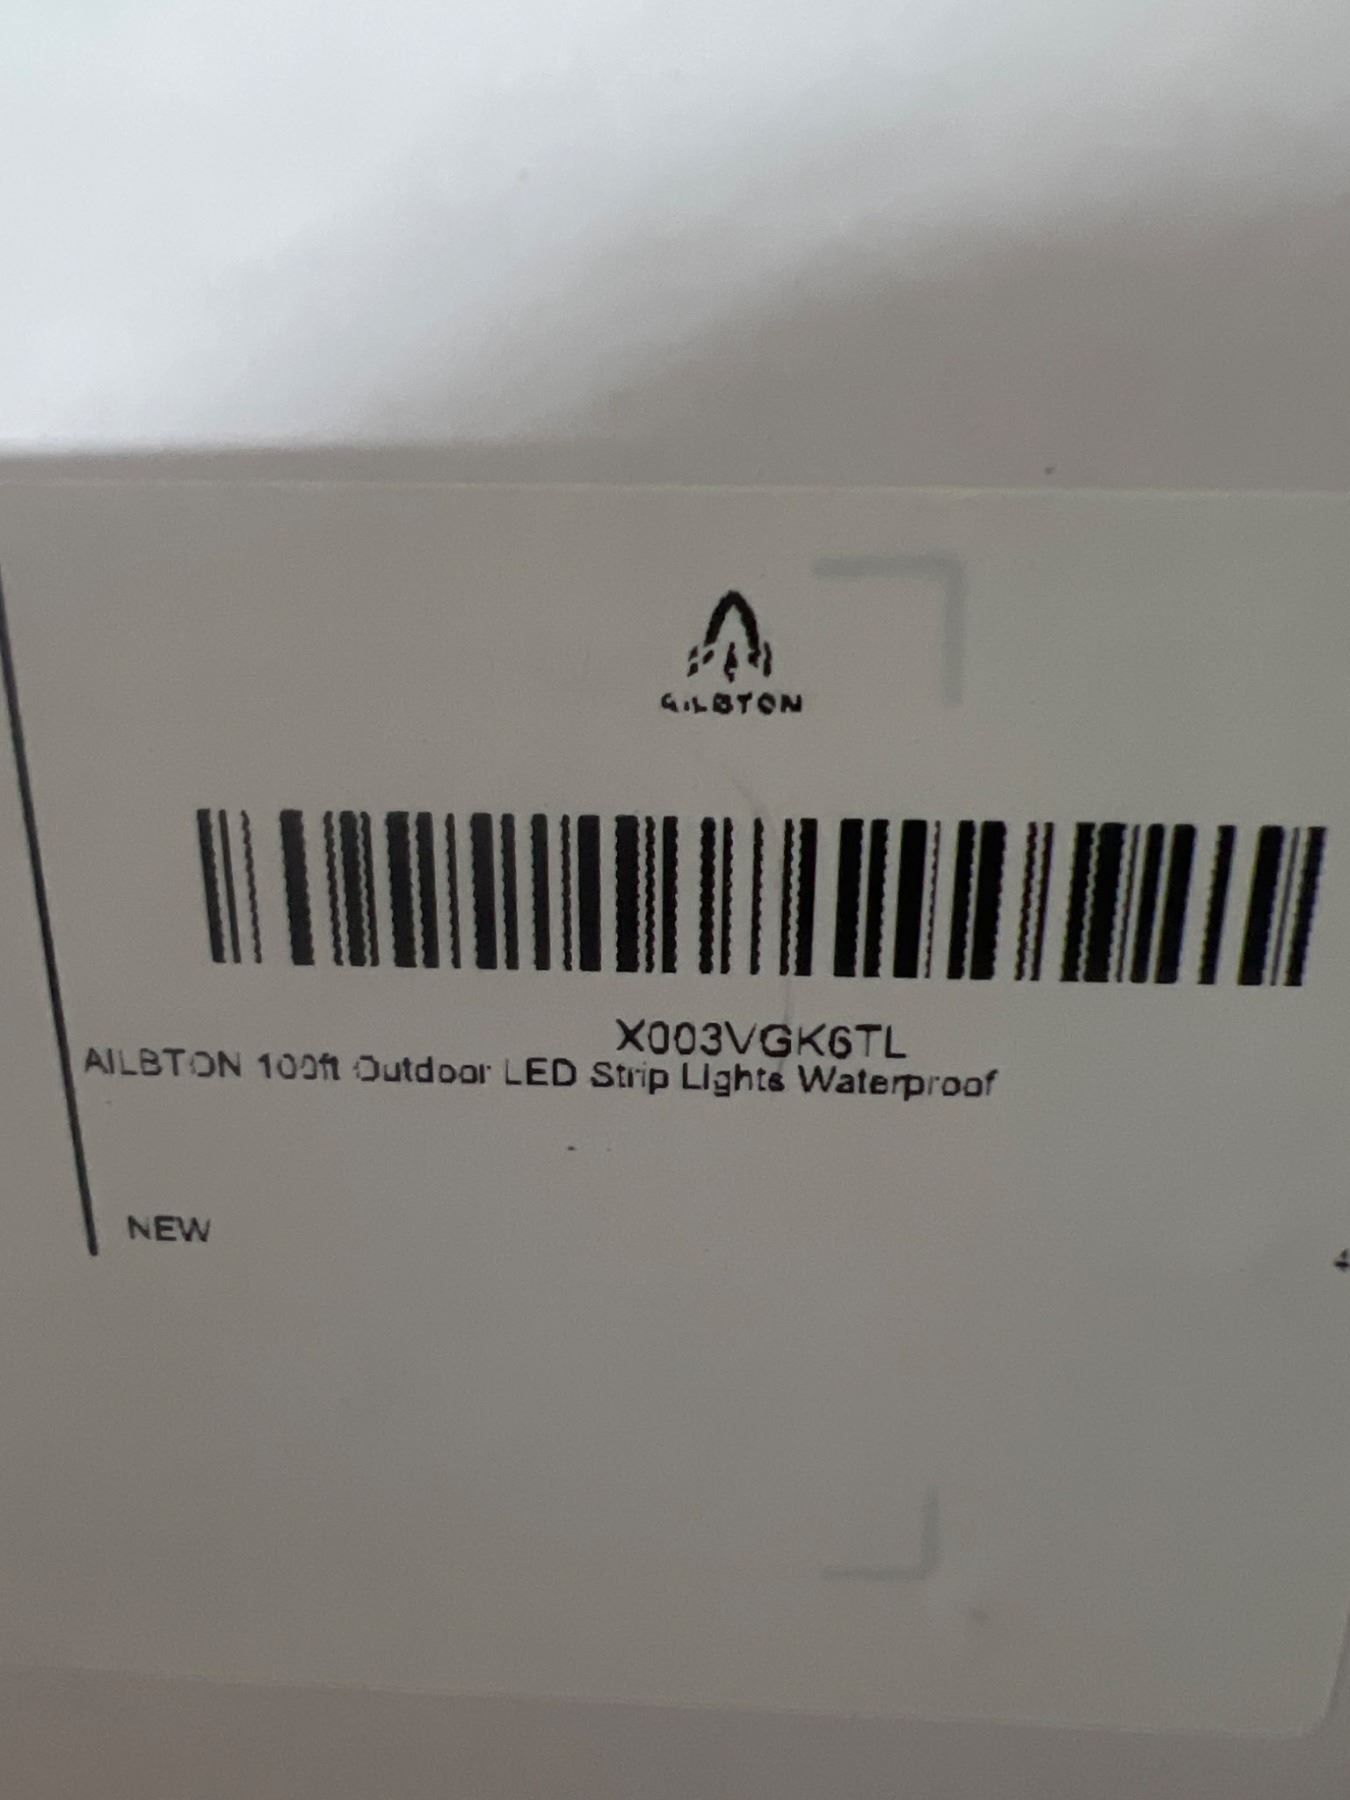 AILBTON
X003VGK6TL
AILBTON 100ft Outdoor LED Strip Lights Waterproof
NEW